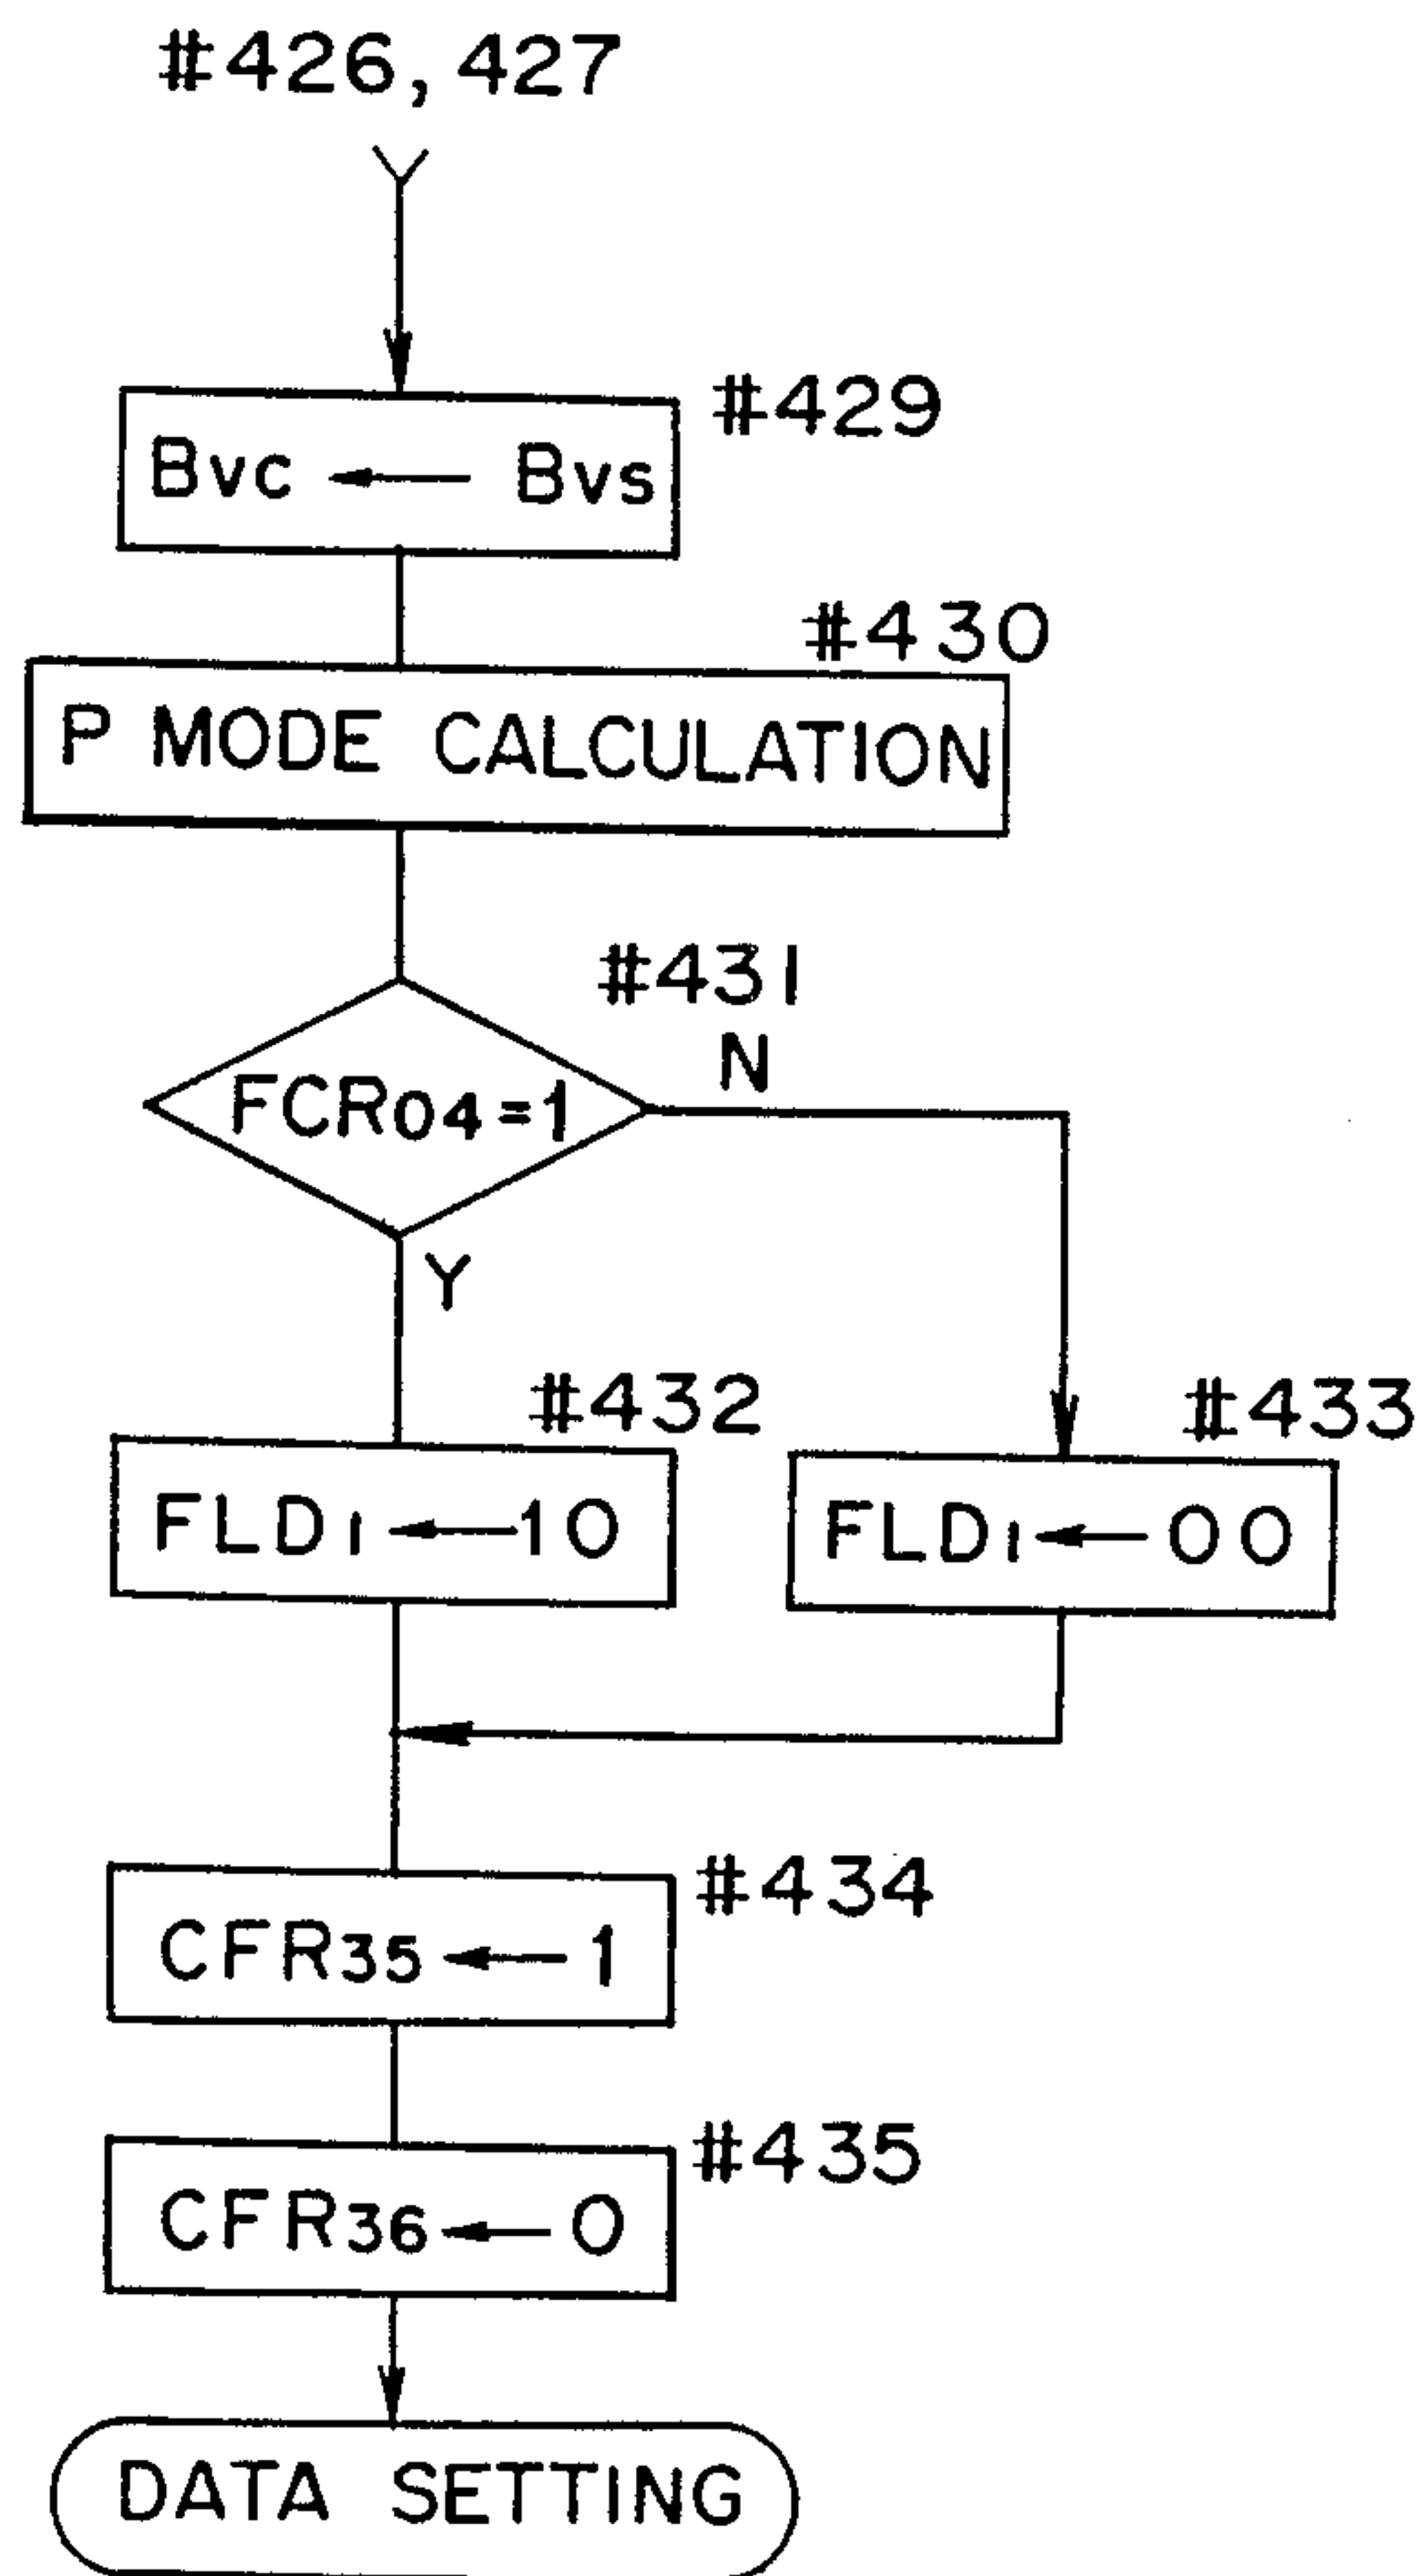 #426, 427
#429
Bvc ← Bvs
#430
P MODE CALCULATION
#431
FCR04=1
N
Y
#432
FLD1 ← 10
#433
FLD1 ← 00
#434
CFR35 ← 1
#435
CFR36 ← 0
DATA SETTING